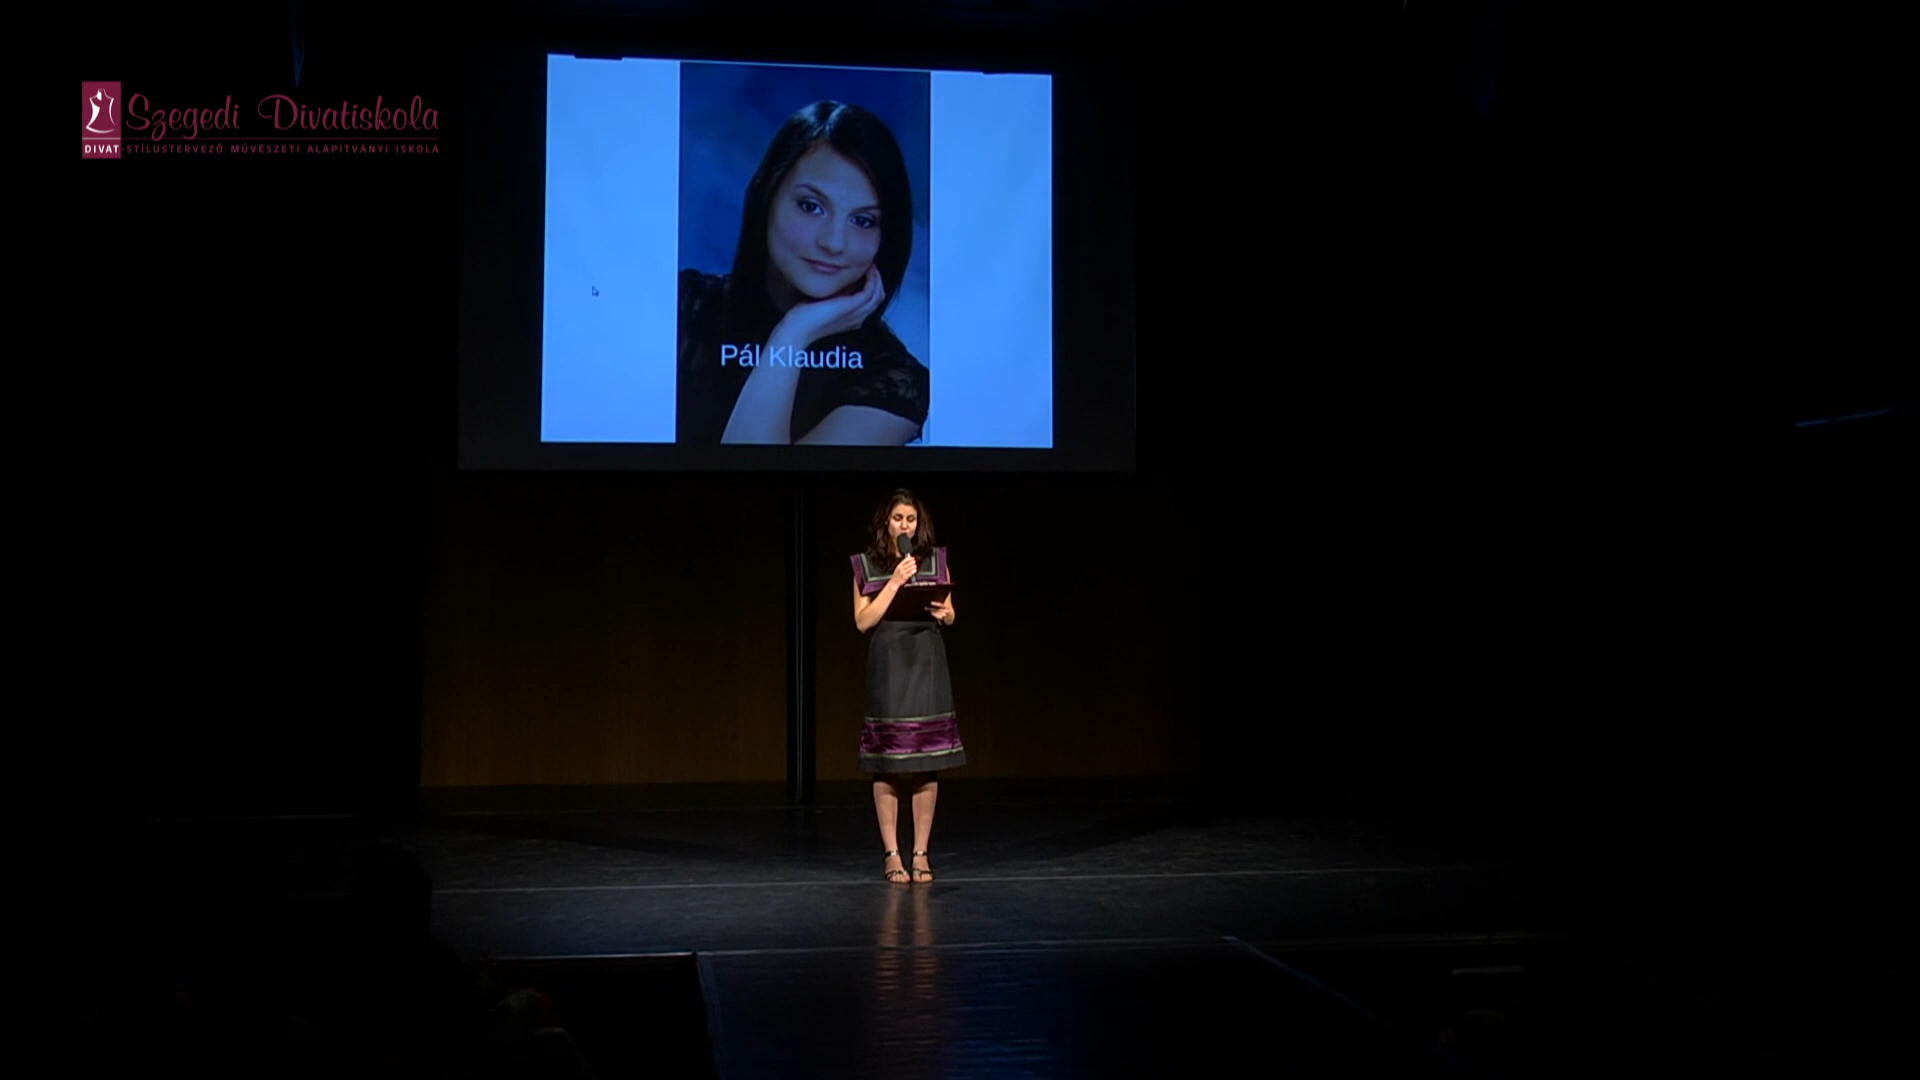 Szegedi Divatiskola
DIVAT-STÍLUSTERVEZŐ MŰVÉSZETI ALAPÍTVÁNYI ISKOLA
Pál Klaudia